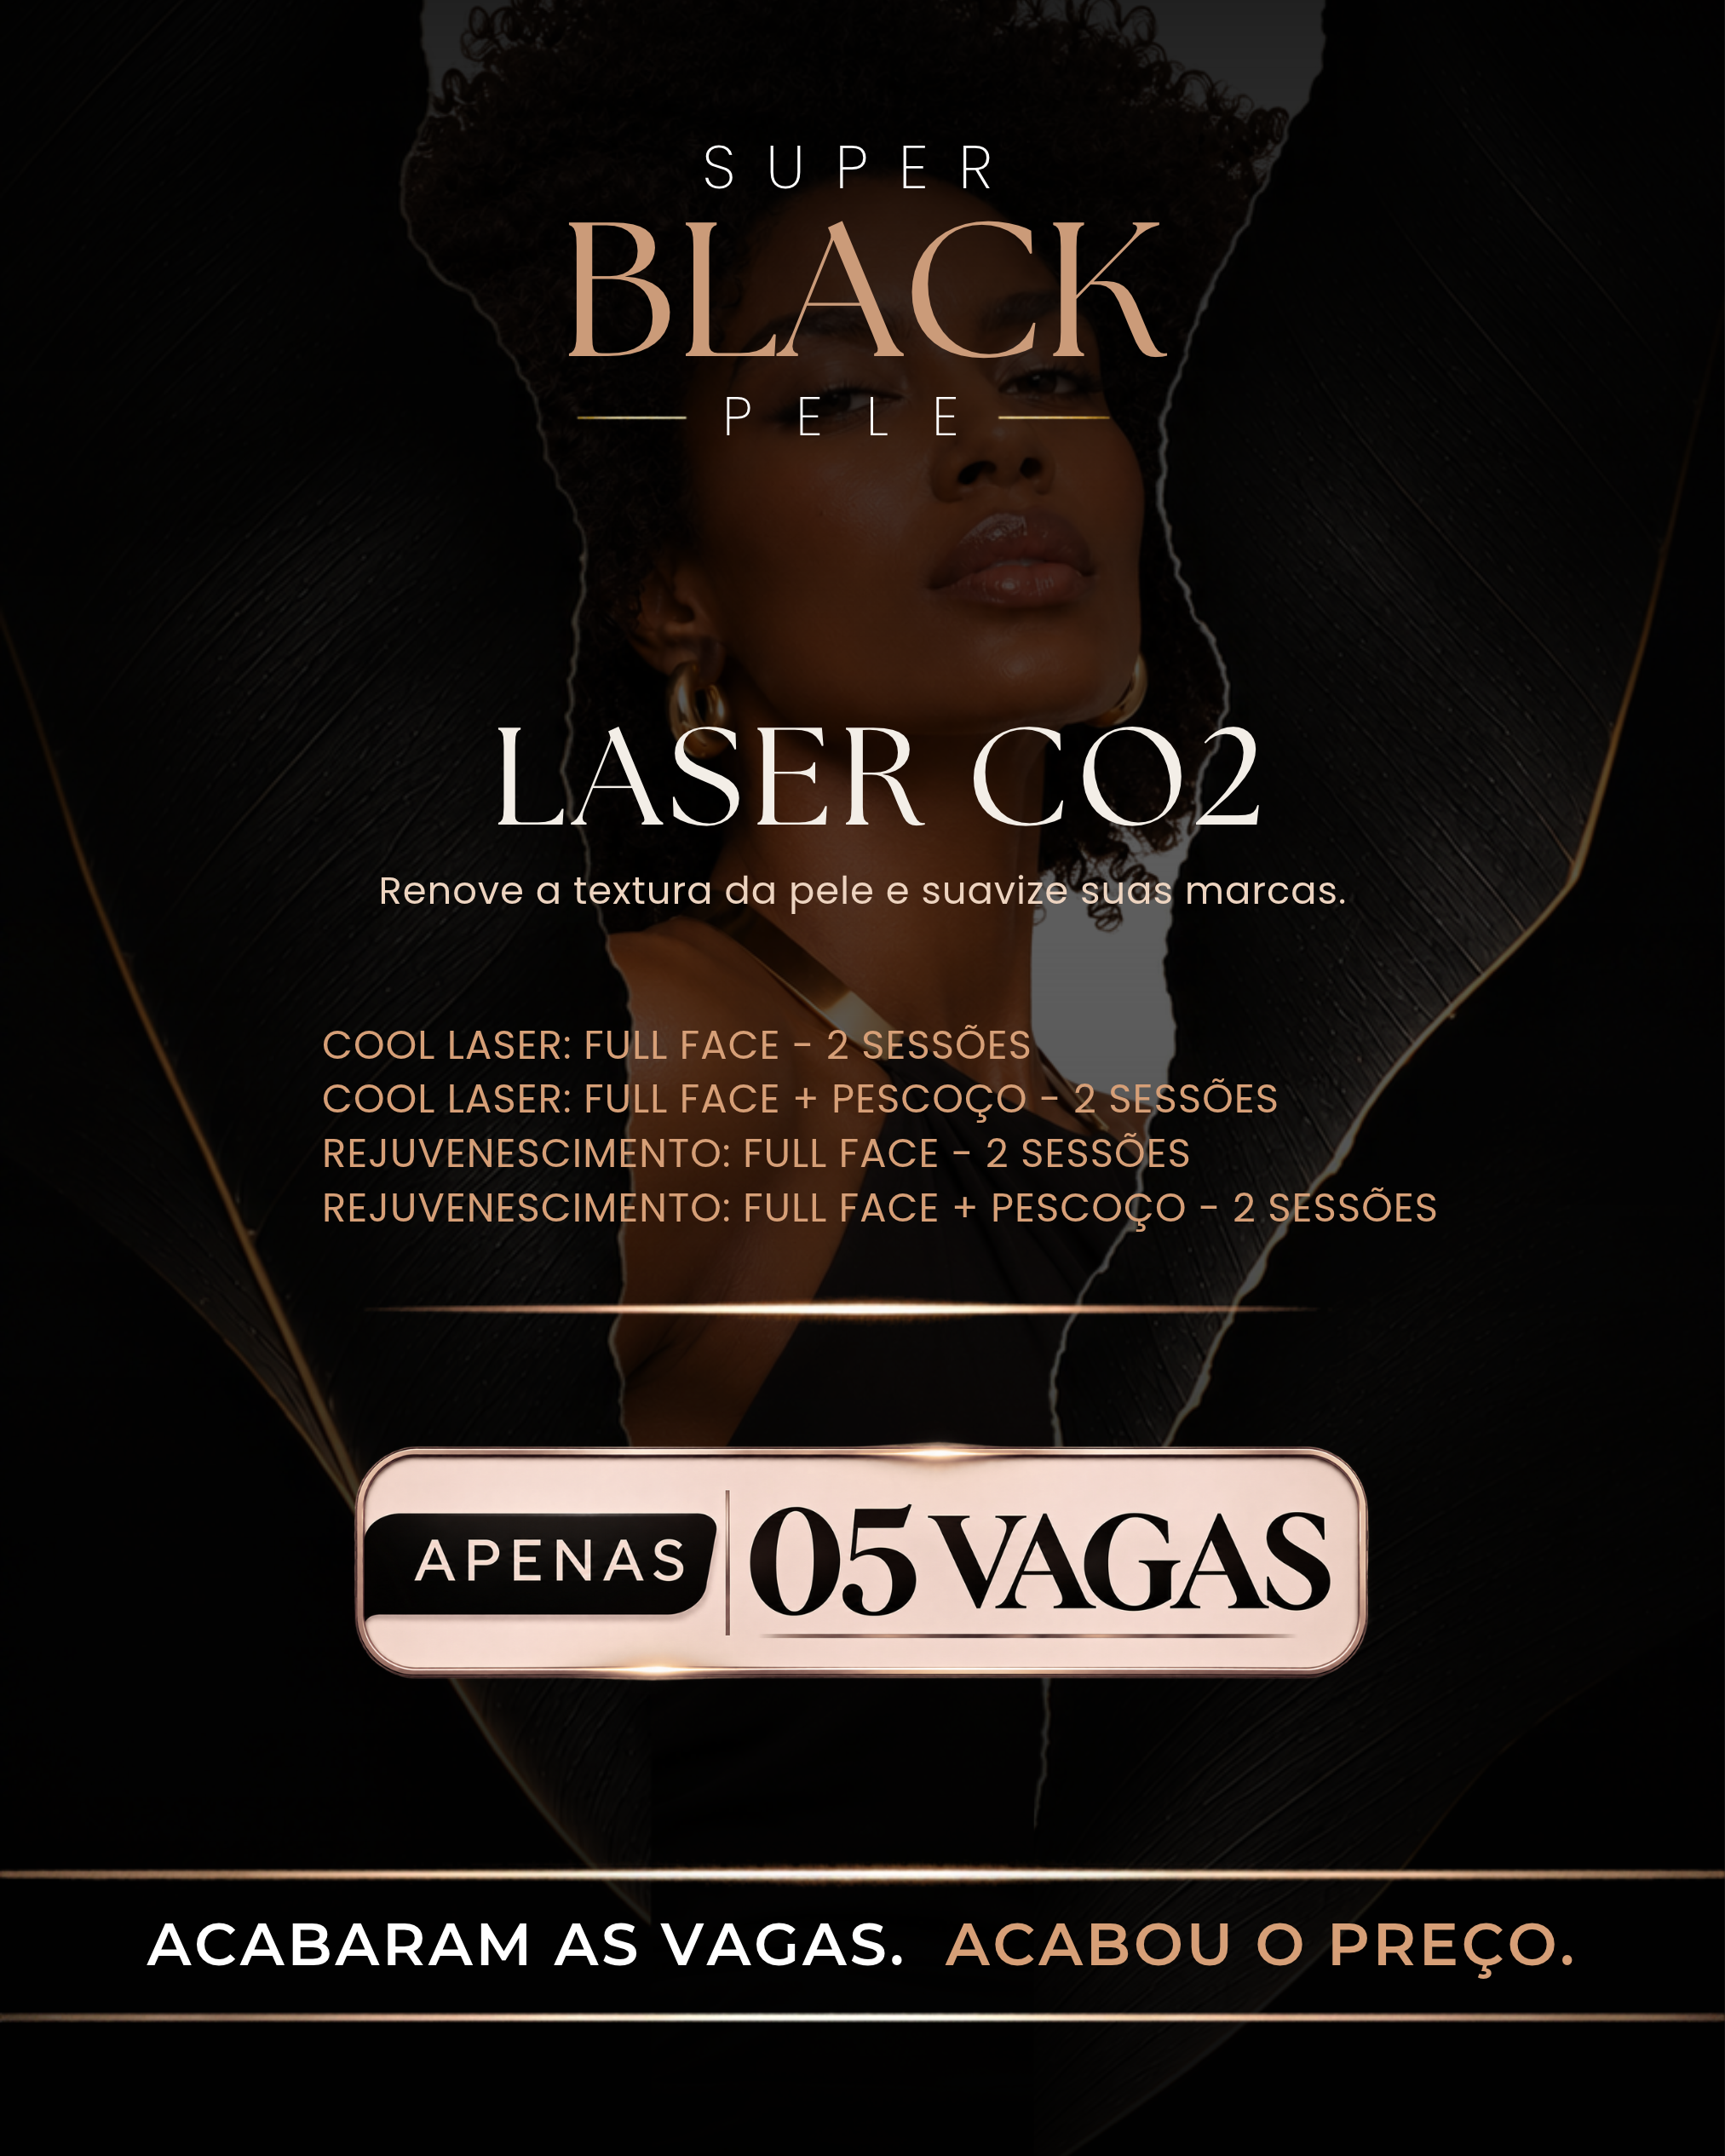 SUPER
BLACK
PELE
LASER CO2
Renove a textura da pele e suavize suas marcas.
COOL LASER: FULL FACE - 2 SESSÕES
COOL LASER: FULL FACE + PESCOÇO - 2 SESSÕES
REJUVENESCIMENTO: FULL FACE - 2 SESSÕES
REJUVENESCIMENTO: FULL FACE + PESCOÇO - 2 SESSÕES
APENAS 05 VAGAS
ACABARAM AS VAGAS. ACABOU O PREÇO.